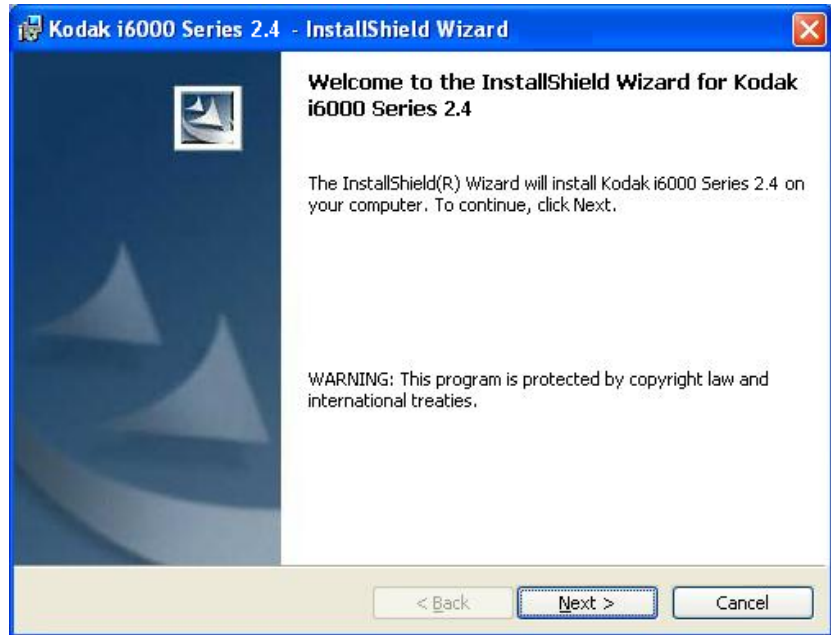 Kodak i6000 Series 2.4 - InstallShield Wizard
Welcome to the InstallShield Wizard for Kodak
i6000 Series 2.4
The InstallShield(R) Wizard will install Kodak i6000 Series 2.4 on
your computer. To continue, click Next.
WARNING: This program is protected by copyright law and
international treaties.
< Back
Next >
Cancel